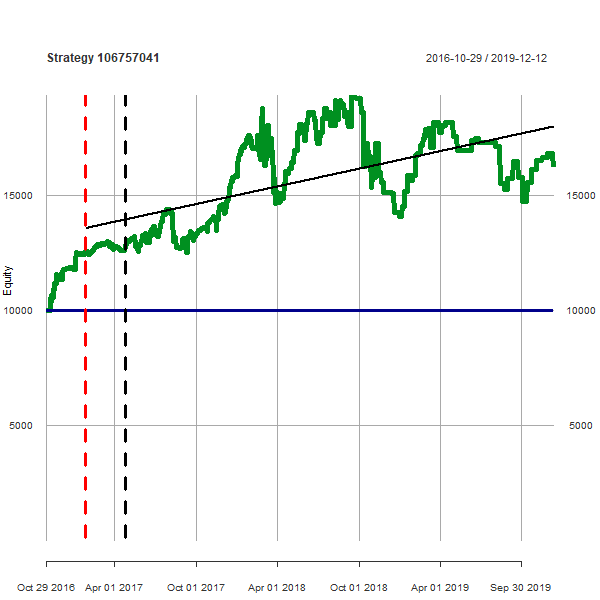 Strategy 106757041
2016-10-29 / 2019-12-12
15000
15000
Equity
10000
10000
5000
5000
Oct 29 2016
Apr 01 2017
Oct 01 2017
Apr 01 2018
Oct 01 2018
Apr 01 2019
Sep 30 2019